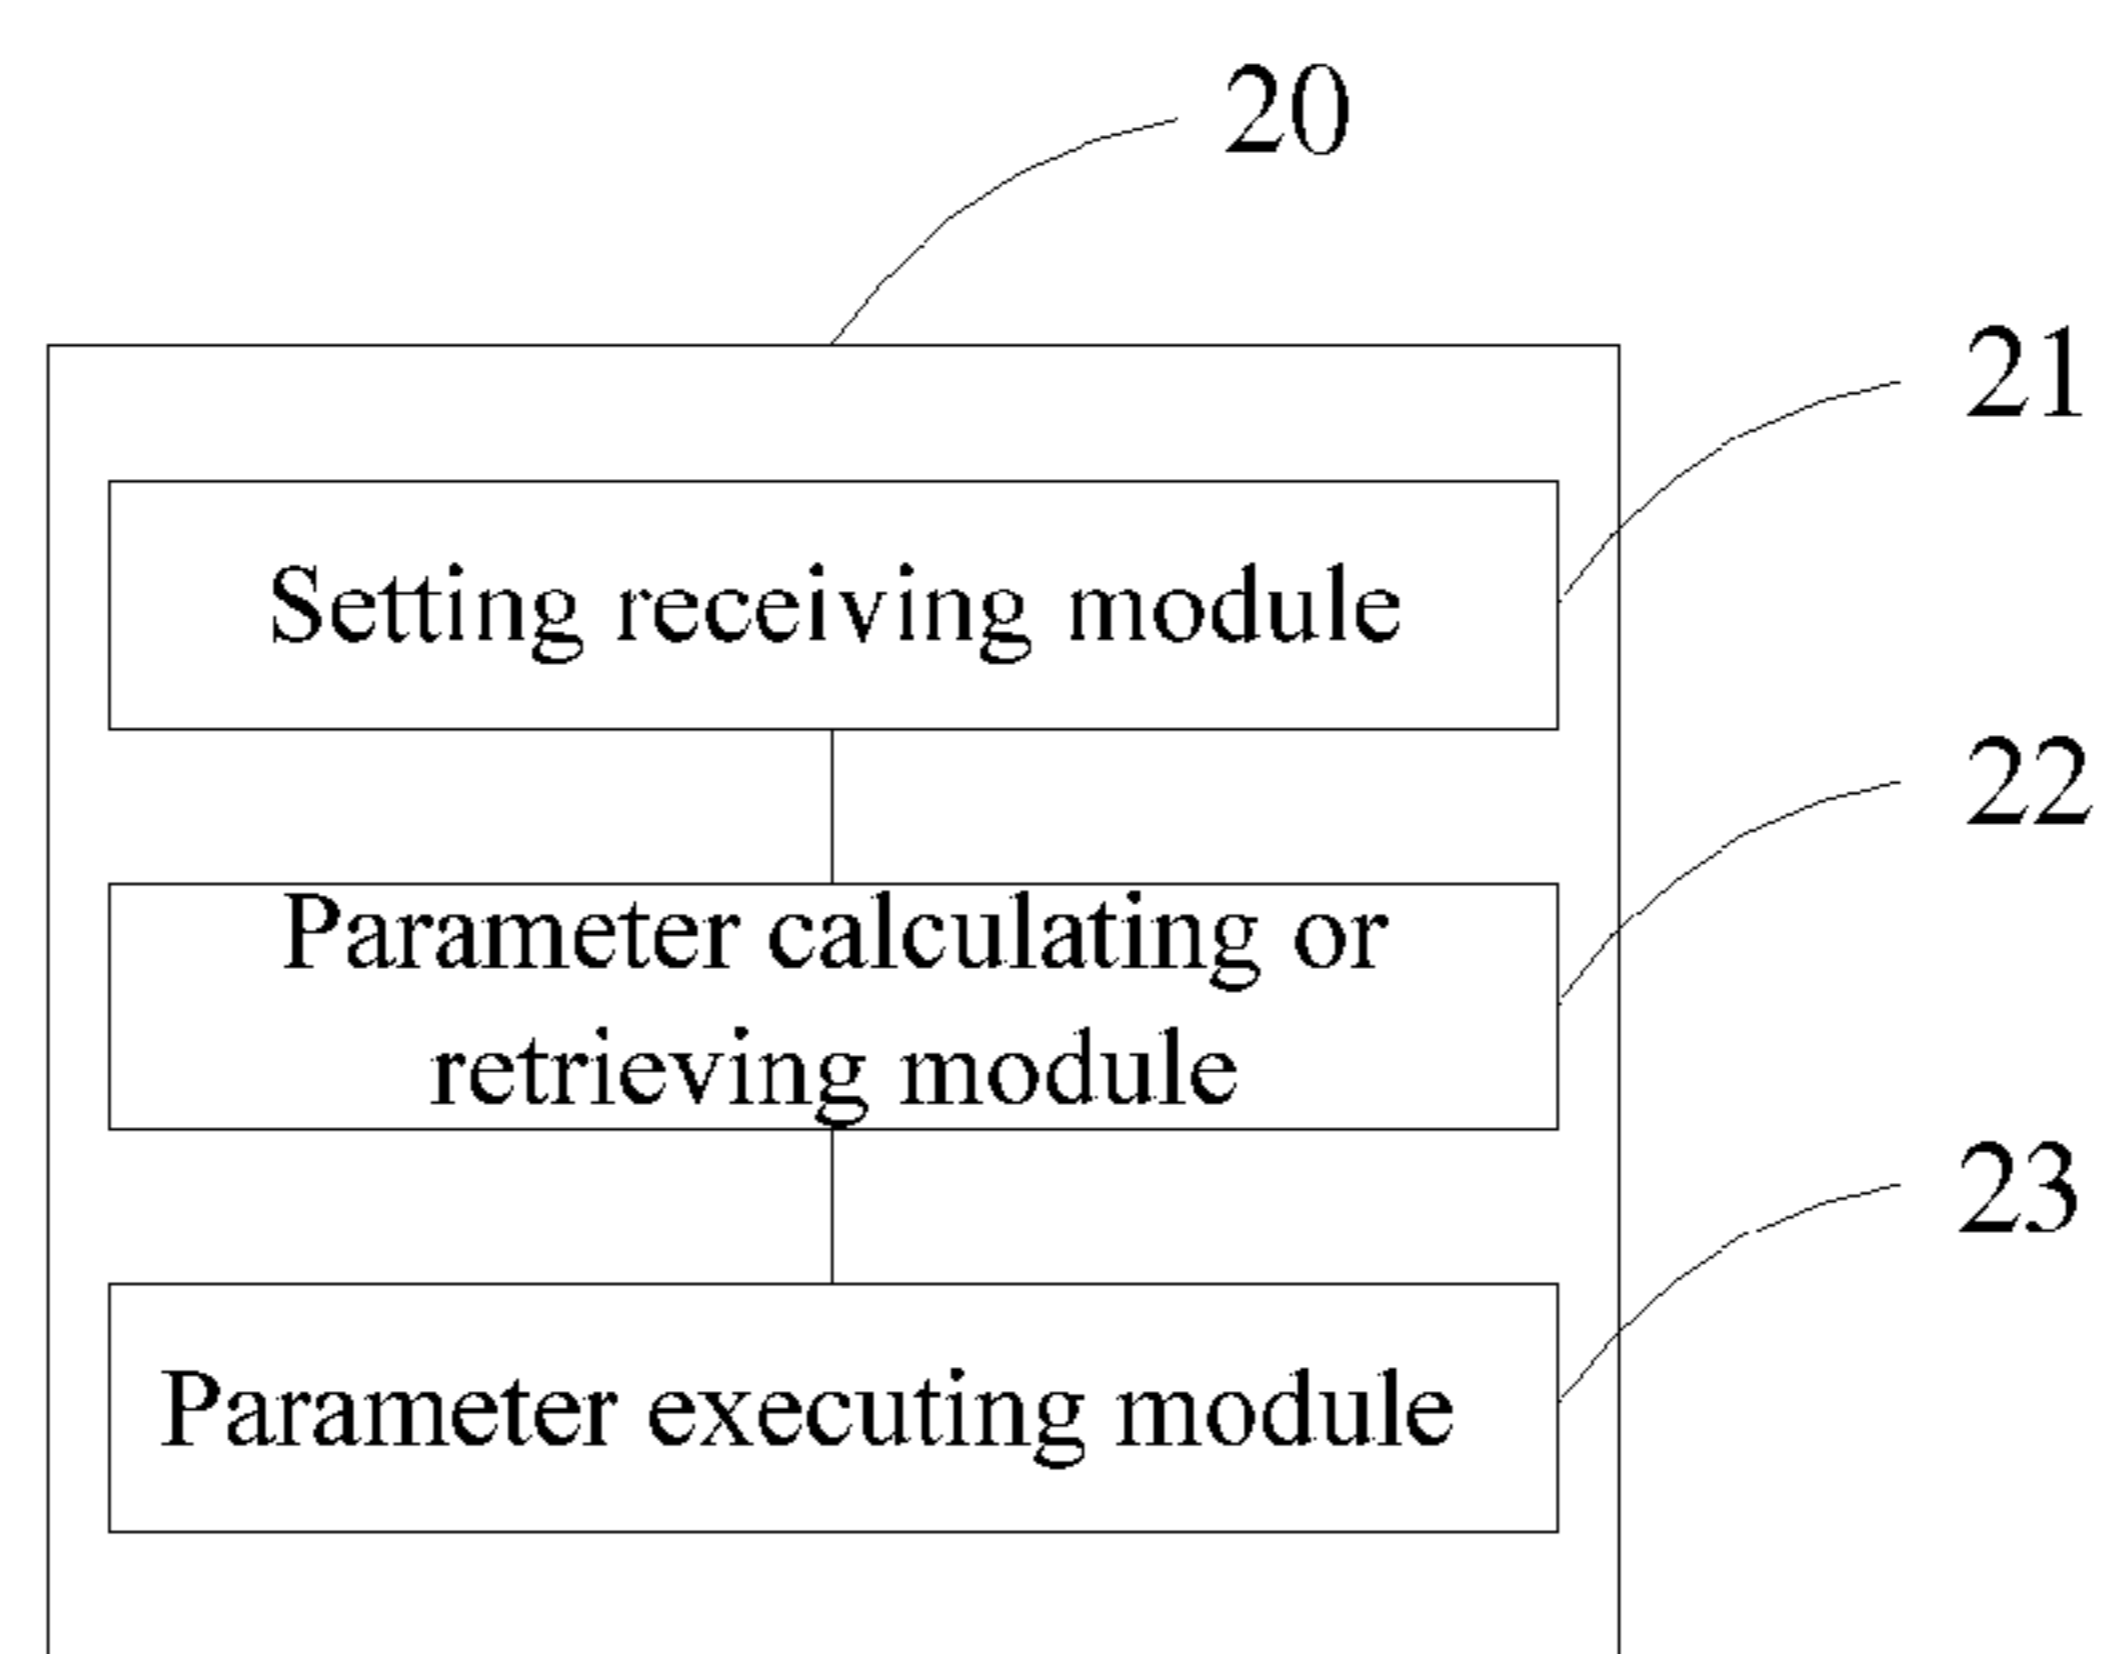 20
21
Setting receiving module
22
Parameter calculating or
retrieving module
23
Parameter executing module